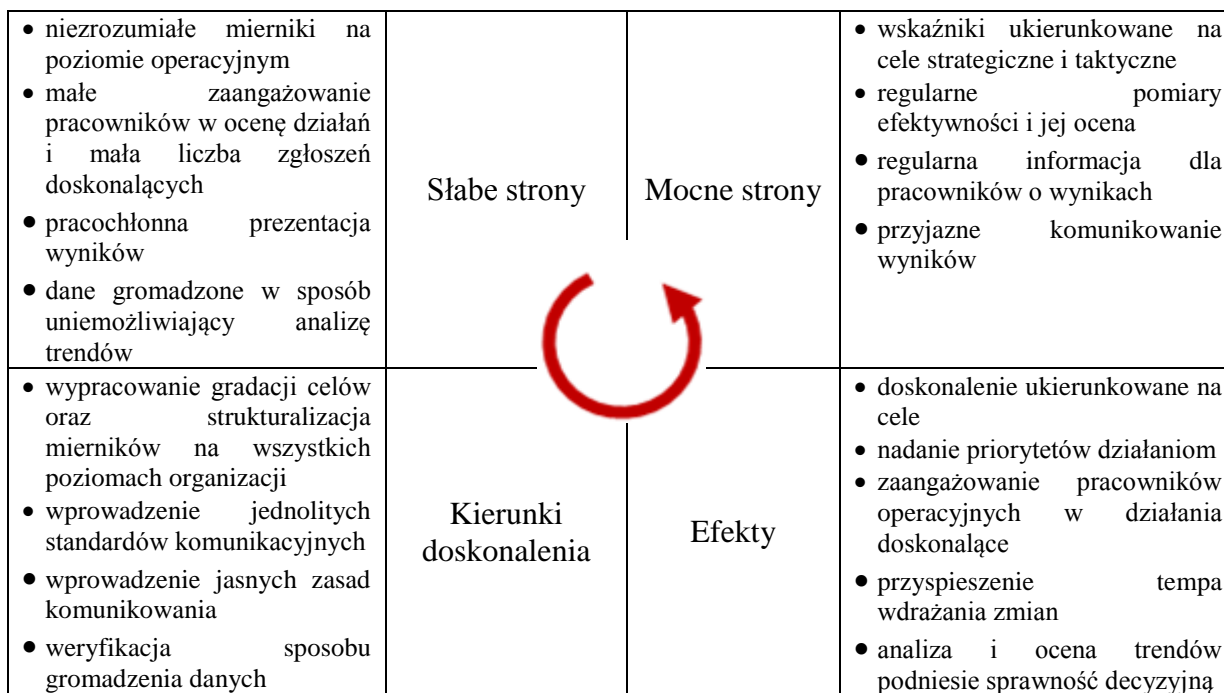 • niezrozumiałe mierniki na
poziomie operacyjnym
• małe zaangażowanie
pracowników w ocenę działań
i mała liczba zgłoszeń
doskonalących
• pracochłonna prezentacja
wyników
• dane gromadzone w sposób
uniemożliwiający analizę
trendów
Słabe strony
Mocne strony
• wskaźniki ukierunkowane na
cele strategiczne i taktyczne
• regularne pomiary
efektywności i jej ocena
• regularna informacja dla
pracowników o wynikach
• przyjazne komunikowanie
wyników
• wypracowanie gradacji celów
oraz strukturalizacja
mierników na wszystkich
poziomach organizacji
• wprowadzenie jednolitych
standardów komunikacyjnych
• wprowadzenie jasnych zasad
komunikowania
• weryfikacja sposobu
gromadzenia danych
Kierunki
doskonalenia
Efekty
• doskonalenie ukierunkowane na
cele
• nadanie priorytetów działaniom
• zaangażowanie pracowników
operacyjnych w działania
doskonalące
• przyspieszenie tempa
wdrażania zmian
• analiza i ocena trendów
podniesie sprawność decyzyjną